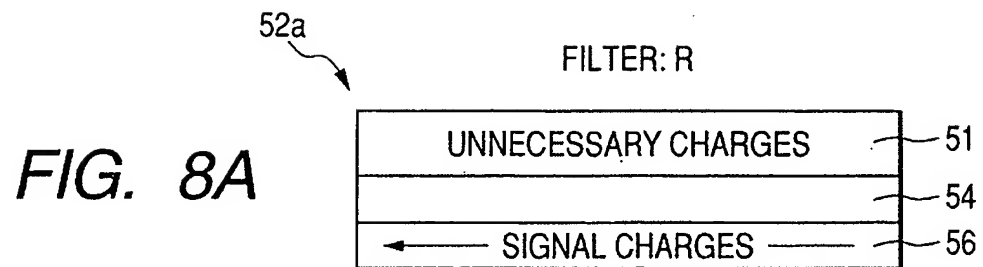 52a
FILTER: R
FIG. 8A
UNNECESSARY CHARGES
51
54
SIGNAL CHARGES
56